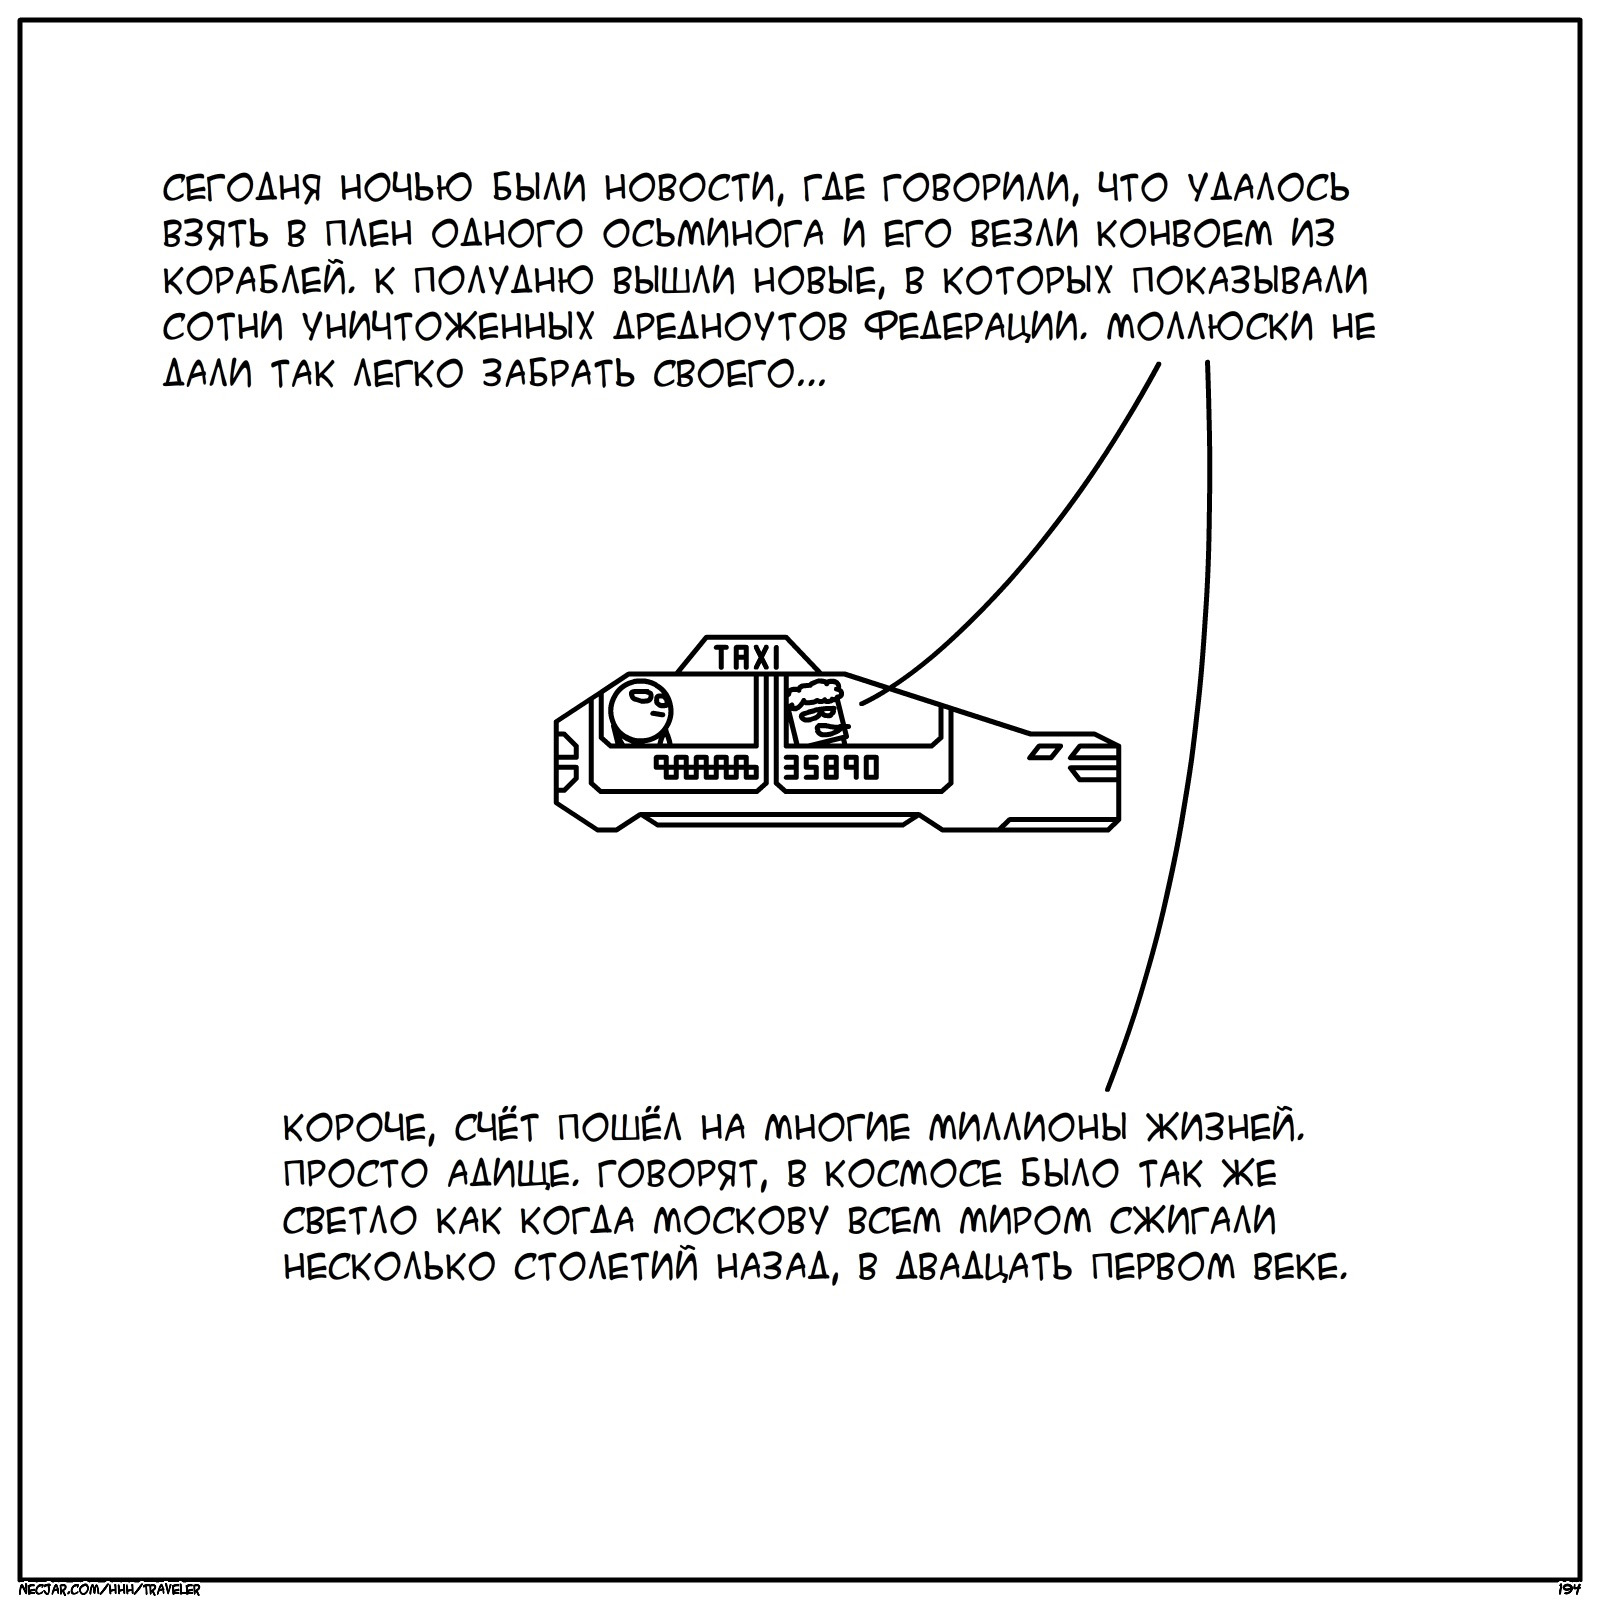 СЕГОДНЯ НОЧЬЮ БЫЛИ НОВОСТИ, ГДЕ ГОВОРИЛИ, ЧТО УДАЛОСЬ
ВЗЯТЬ В ПЛЕН ОДНОГО ОСЬМИНОГА И ЕГО ВЕЗЛИ КОНВОЕМ ИЗ
КОРАБЛЕЙ. К ПОЛУДНЮ ВЫШЛИ НОВЫЕ, В КОТОРЫХ ПОКАЗЫВАЛИ
СОТНИ УНИЧТОЖЕННЫХ ДРЕДНОУТОВ ФЕДЕРАЦИИ. МОЛЛЮСКИ НЕ
ДАЛИ ТАК ЛЕГКО ЗАБРАТЬ СВОЕГО...
TAXI
35890
КОРОЧЕ, СЧЁТ ПОШЁЛ НА МНОГИЕ МИЛЛИОНЫ ЖИЗНЕЙ.
ПРОСТО АДИЩЕ. ГОВОРЯТ, В КОСМОСЕ БЫЛО ТАК ЖЕ
СВЕТЛО КАК КОГДА МОСКОВУ ВСЕМ МИРОМ СЖИГАЛИ
НЕСКОЛЬКО СТОЛЕТИЙ НАЗАД, В ДВАДЦАТЬ ПЕРВОМ ВЕКЕ.
NECJAR.COM/HHH/TRAVELER
194